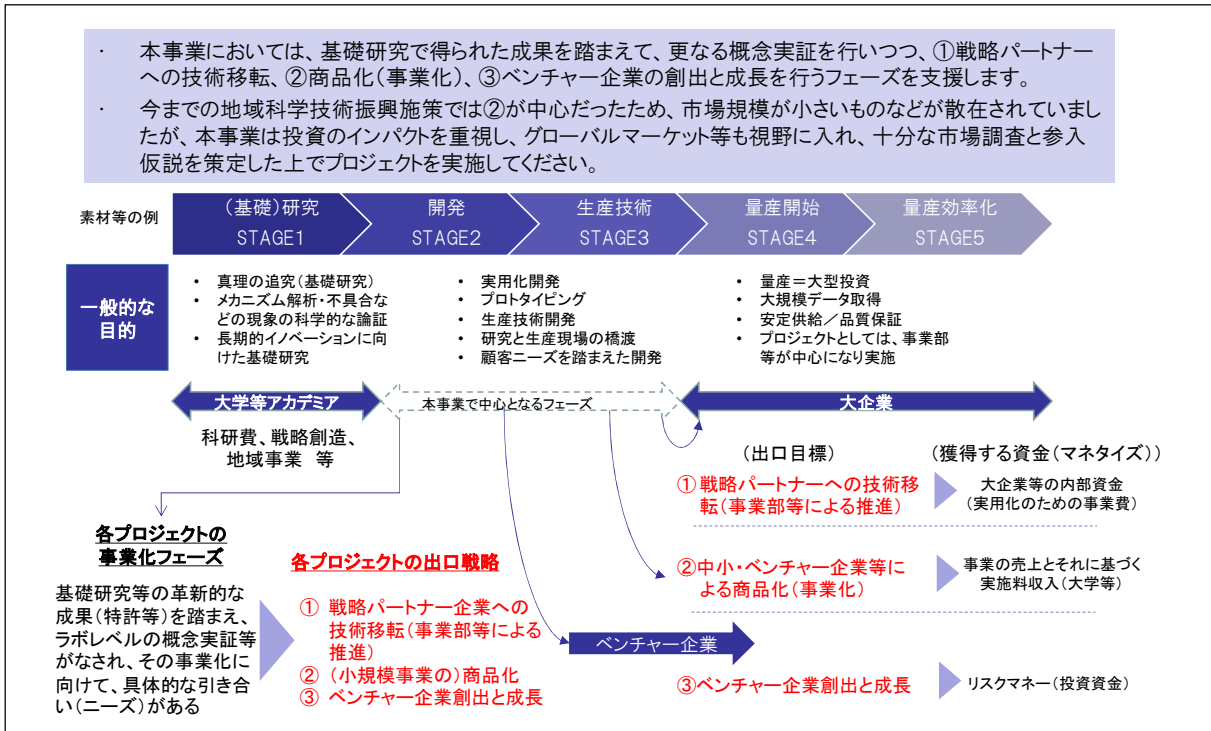 ・ 本事業においては、基礎研究で得られた成果を踏まえて、更なる概念実証を行いつつ、①戦略パートナー
への技術移転、②商品化(事業化)、③ベンチャー企業の創出と成長を行うフェーズを支援します。
・ 今までの地域科学技術振興施策では②が中心だったため、市場規模が小さいものなどが散在されていまし
たが、本事業は投資のインパクトを重視し、グローバルマーケット等も視野に入れ、十分な市場調査と参入
仮説を策定した上でプロジェクトを実施してください。
素材等の例
(基礎)研究
STAGE1
開発
STAGE2
生産技術
STAGE3
量産開始
STAGE4
量産効率化
STAGE5
一般的な
目的
• 真理の追究(基礎研究)
• メカニズム解析・不具合な
どの現象の科学的な論証
• 長期的イノベーションに向
けた基礎研究
• 実用化開発
• プロトタイピング
• 生産技術開発
• 研究と生産現場の橋渡
• 顧客ニーズを踏まえた開発
• 量産=大型投資
• 大規模データ取得
• 安定供給/品質保証
• プロジェクトとしては、事業部
等が中心になり実施
大学等アカデミア
本事業で中心となるフェーズ
大企業
科研費、戦略創造、
地域事業 等
(出口目標)
(獲得する資金(マネタイズ))
①戦略パートナーへの技術移
転(事業部等による推進)
大企業等の内部資金
(実用化のための事業費)
②中小・ベンチャー企業等に
よる商品化(事業化)
事業の売上とそれに基づく
実施料収入(大学等)
ベンチャー企業
③ベンチャー企業創出と成長
リスクマネー(投資資金)
各プロジェクトの
事業化フェーズ
基礎研究等の革新的な
成果(特許等)を踏まえ、
ラボレベルの概念実証等
がなされ、その事業化に
向けて、具体的な引き合
い(ニーズ)がある
各プロジェクトの出口戦略
① 戦略パートナー企業への
技術移転(事業部等による
推進)
② (小規模事業の)商品化
③ ベンチャー企業創出と成長